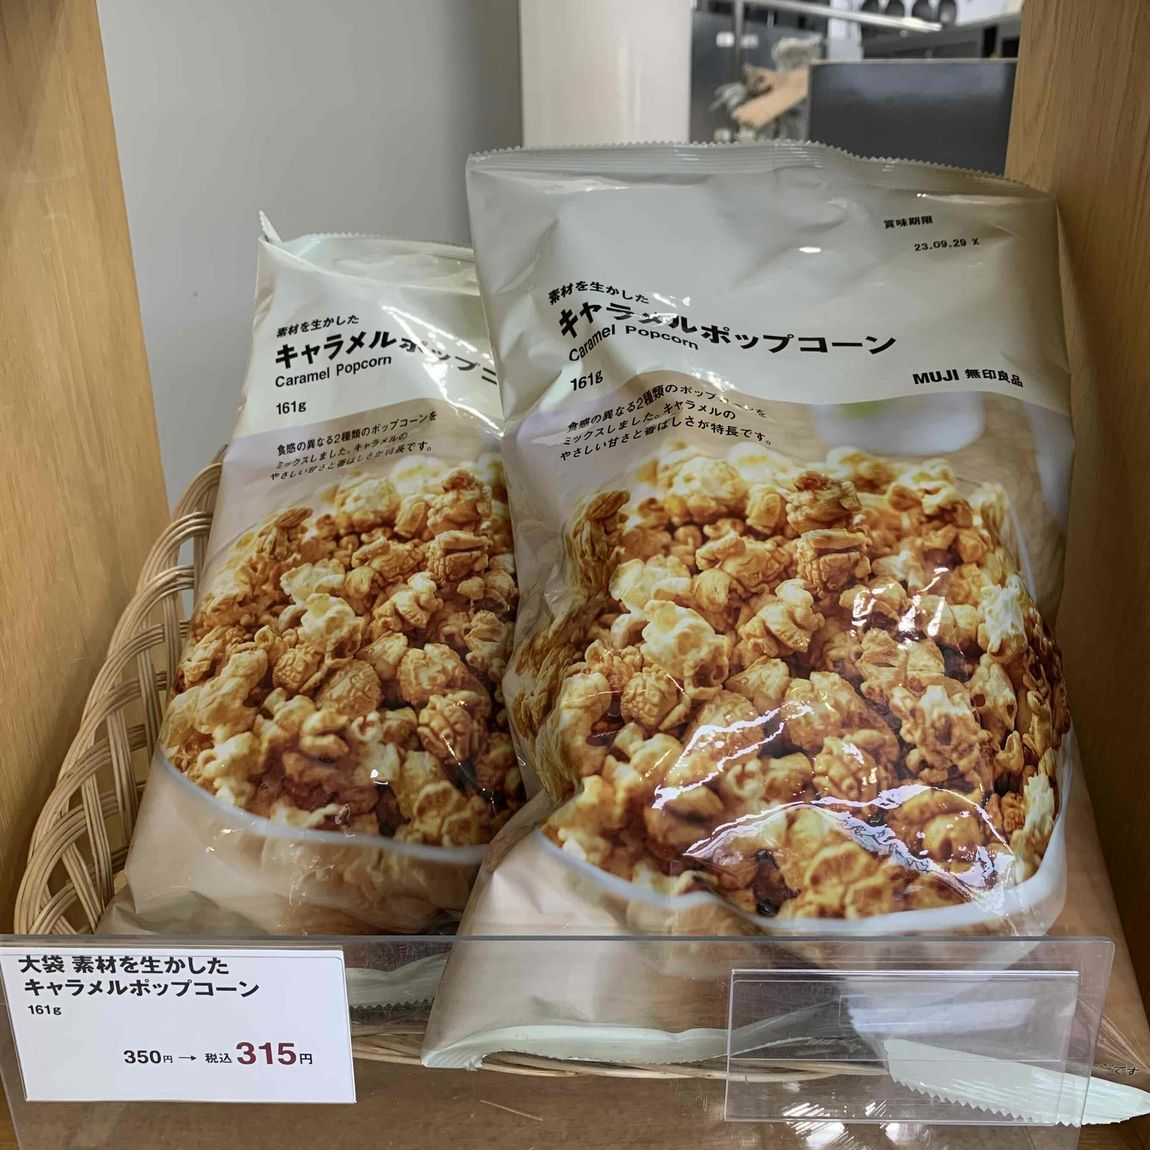 素材を生かした
キャラメルポップコ
Caramel Popcorn
161g
食感の異なる2種類のポップコーンを
ミックスしました。キャラメルの
やさしい甘さと香ばしさが特長です。
賞味期限
23.09.29 X
素材を生かした
キャラメルポップコーン
Caramel Popcorn
161g
MUJI 無印良品
食感の異なる2種類のポップコーンを
ミックスしました。キャラメルの
やさしい甘さと香ばしさが特長です。
大袋 素材を生かした
キャラメルポップコーン
161g
350円 → 税込 315円